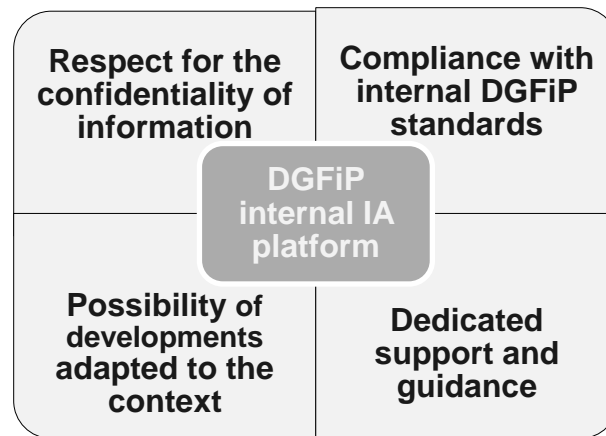 Respect for the
confidentiality of
information
Compliance with
internal DGFiP
standards
DGFiP
internal IA
platform
Possibility of
developments
adapted to the
context
Dedicated
support and
guidance